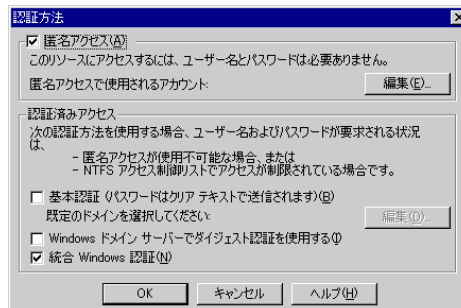 認証方法
匿名アクセス(A)
このリソースにアクセスするには、ユーザー名とパスワードは必要ありません。
匿名アクセスで使用されるアカウント:
編集(E)...
認証済みアクセス
次の認証方法を使用する場合、ユーザー名およびパスワードが要求される状況
は、
- 匿名アクセスが使用不可能な場合、または
- NTFS アクセス制御リストでアクセスが制限されている場合です。
基本認証 (パスワードはクリア テキストで送信されます)(B)
既定のドメインを選択してください:
編集(D)...
Windows ドメイン サーバーでダイジェスト認証を使用する(I)
統合 Windows 認証(N)
OK
キャンセル
ヘルプ(H)